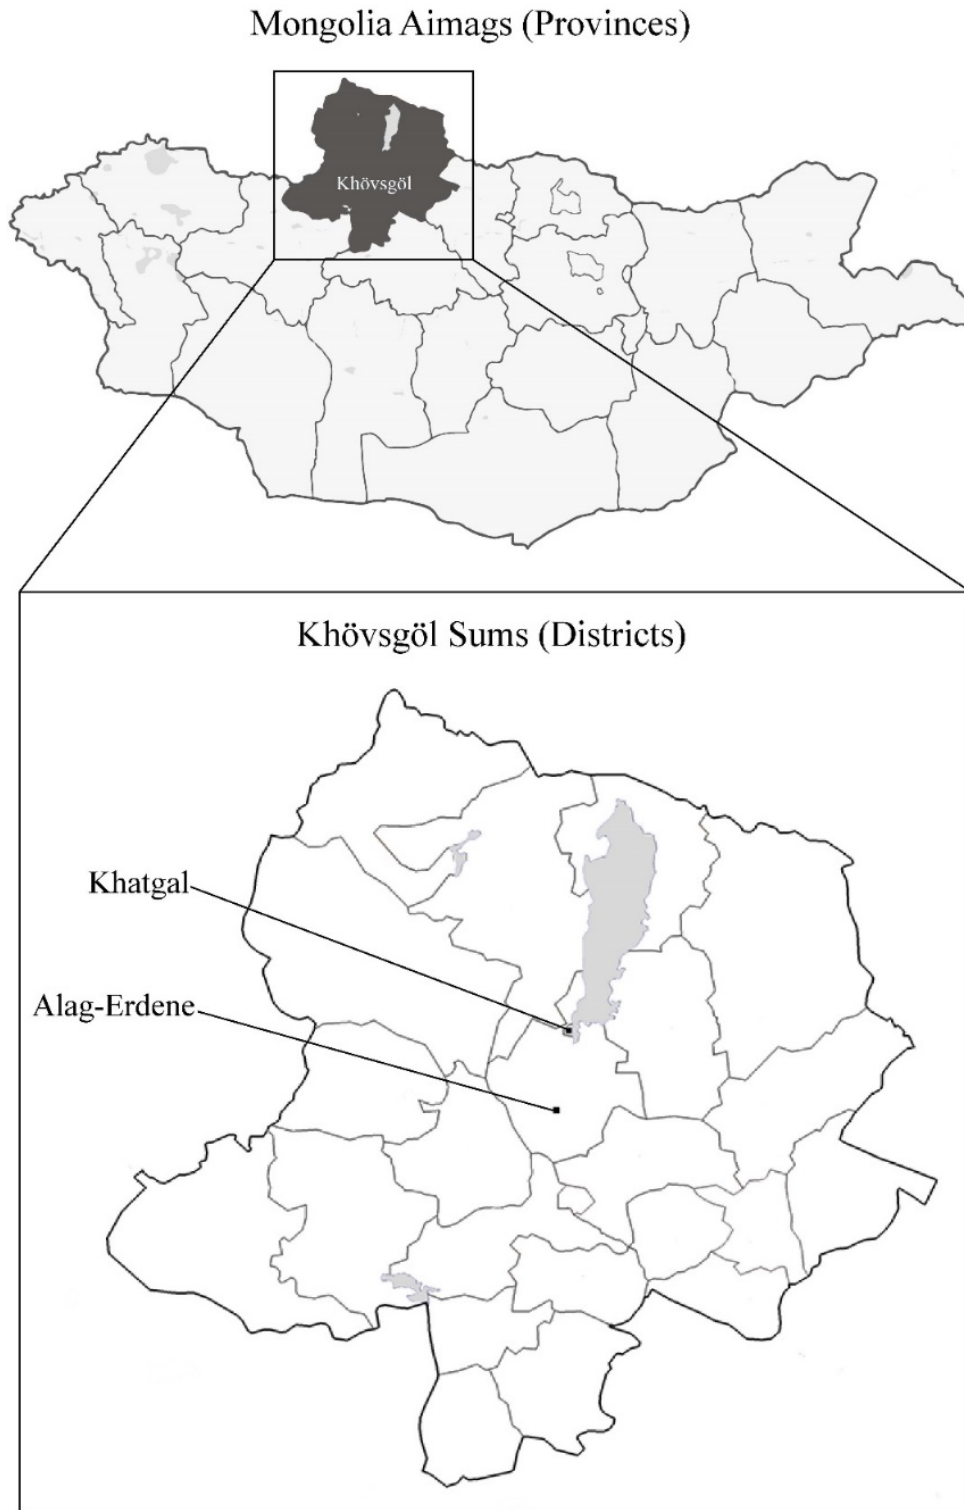 Mongolia Aimags (Provinces)
Khövsgöl
Khövsgöl Sums (Districts)
Khatgal
Alag-Erdene